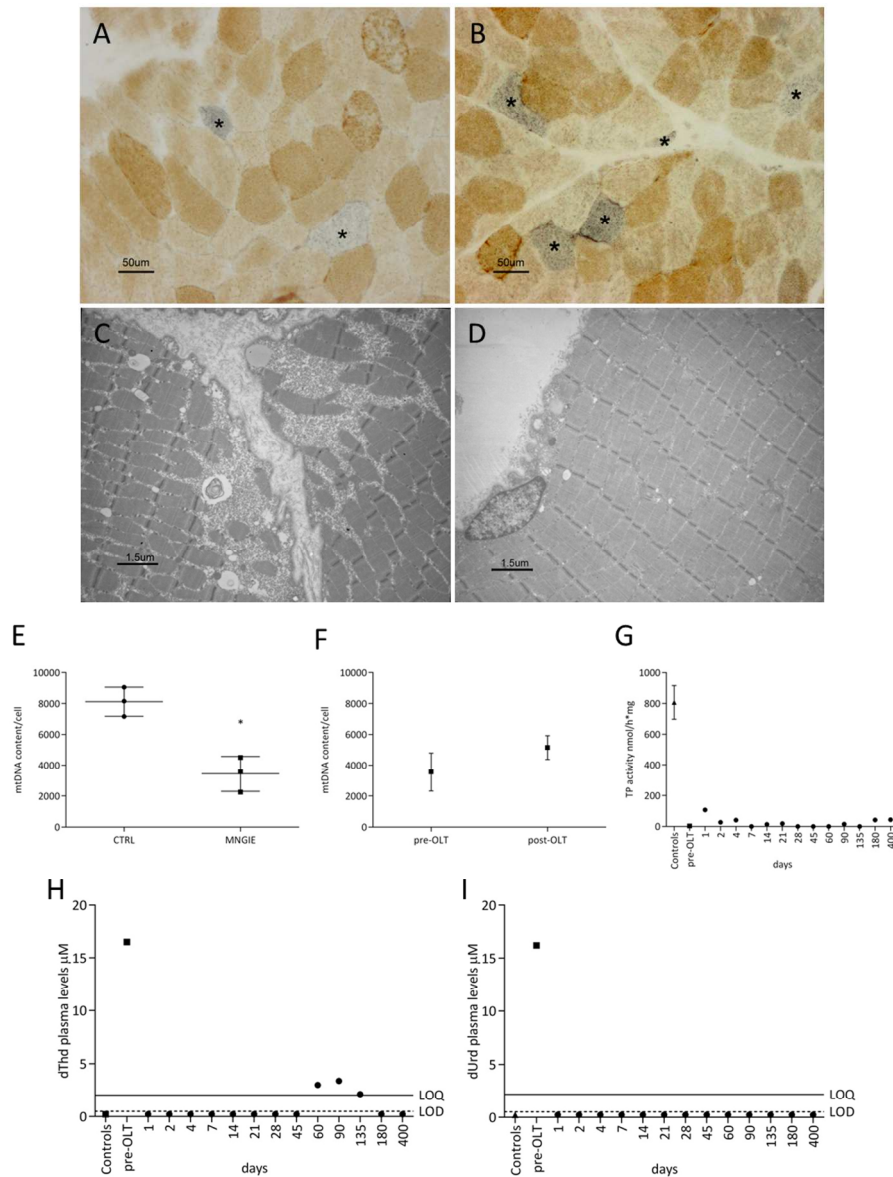 A
*
*
50um
B
*
*
*
*
*
50um
C
1.5um
D
1.5um
E
10000
8000
6000
4000
2000
0
mtDNA content/cell
*
CTRL
MNGIE
F
10000
8000
6000
4000
2000
0
mtDNA content/cell
pre-OLT
post-OLT
G
1000
800
600
400
200
0
TP activity nmol/h*mg
Controls
pre-OLT
1
2
4
7
14
21
28
45
60
90
135
180
400
days
H
20
15
10
5
0
dThd plasma levels µM
LOQ
LOD
Controls
pre-OLT
1
2
4
7
14
21
28
45
60
90
135
180
400
days
I
20
15
10
5
0
dUrd plasma levels µM
LOQ
LOD
Controls
pre-OLT
1
2
4
7
14
21
28
45
60
90
135
180
400
days